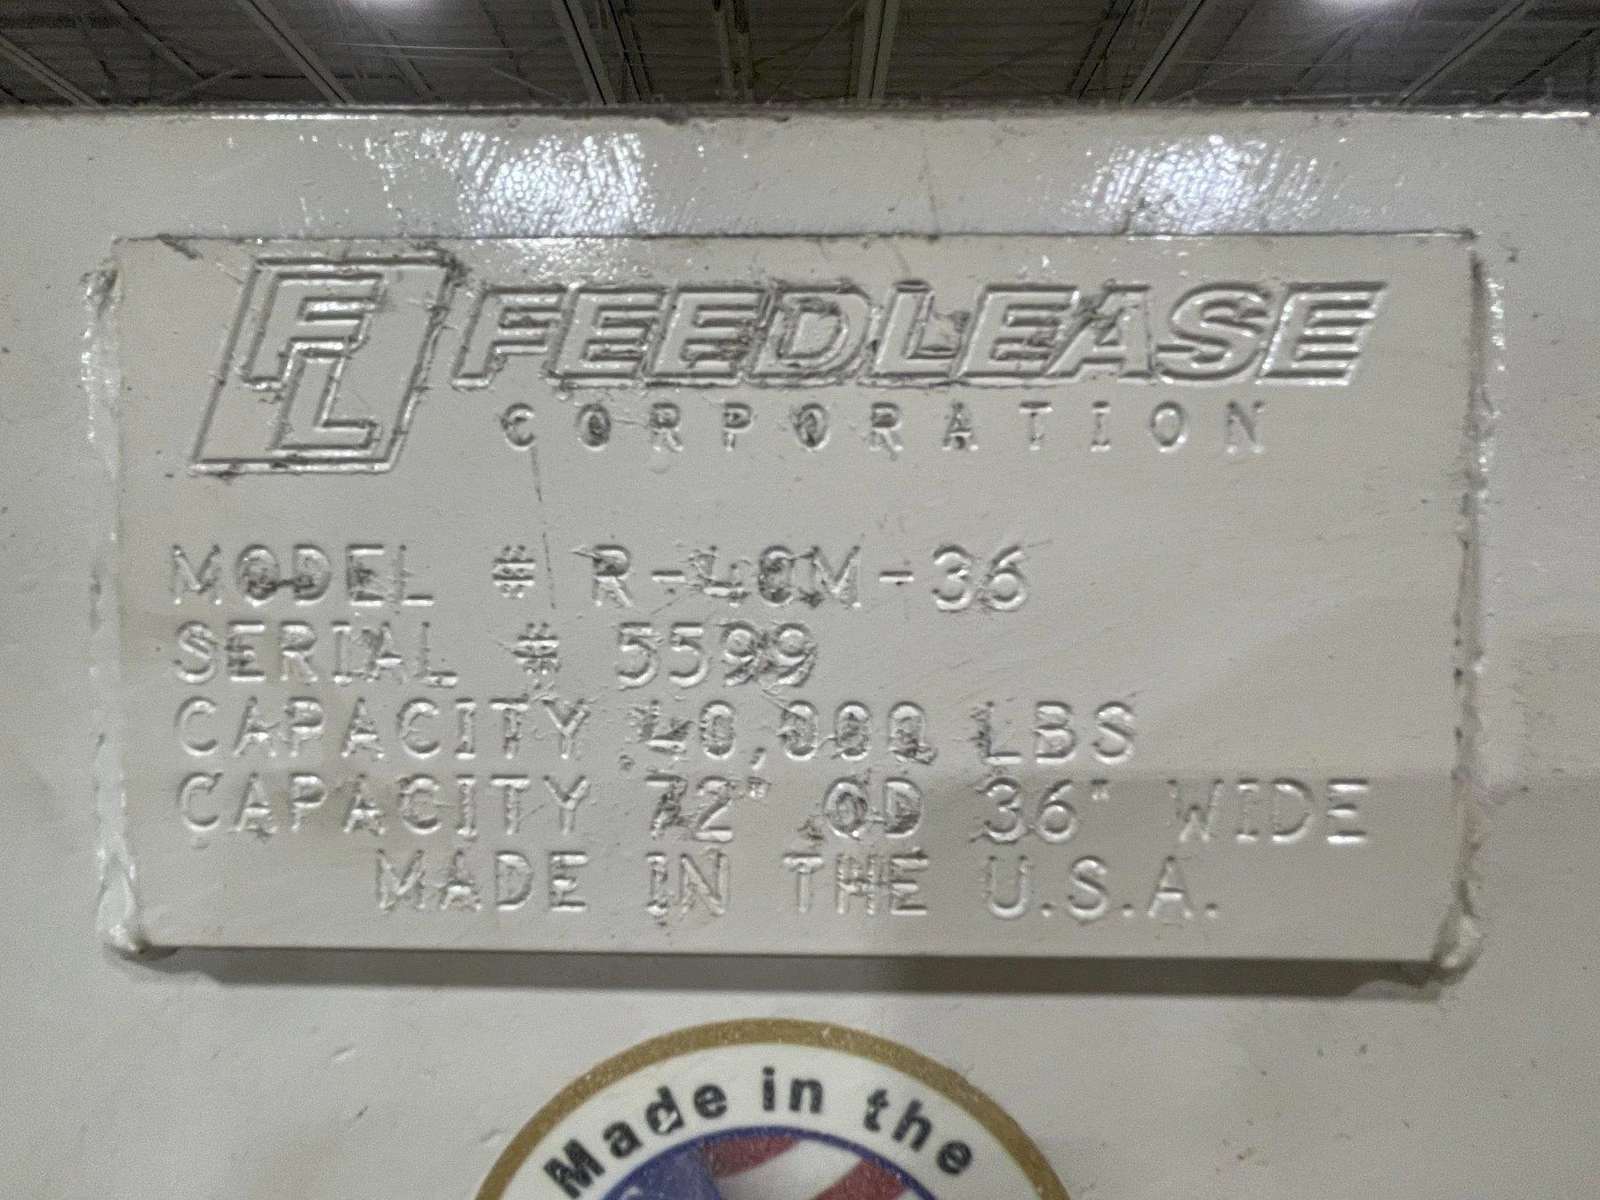 FL FEEDLEASE
CORPORATION
MODEL # R-40M-36
SERIAL # 5599
CAPACITY 40,000 LBS
CAPACITY 72" OD 36" WIDE
MADE IN THE U.S.A.
Made in the